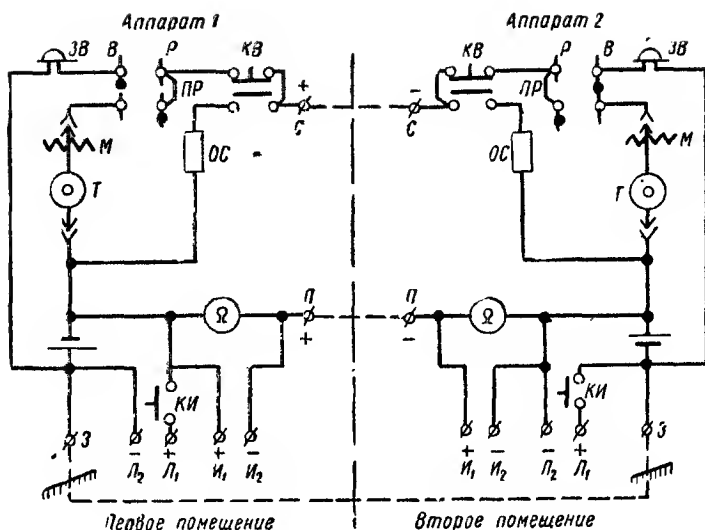 Аппарат 1 Аппарат 2
ЗВ В Р КВ КВ Р В ЗВ
ПР + - ПР
С С
М ОС ОС М
Т Т
П П
Ω Ω
+ -
КИ КИ
З З
- + + - + - - +
Л₂ Л₁ И₁ И₂ И₁ И₂ Л₂ Л₁
Первое помещение Второе помещение